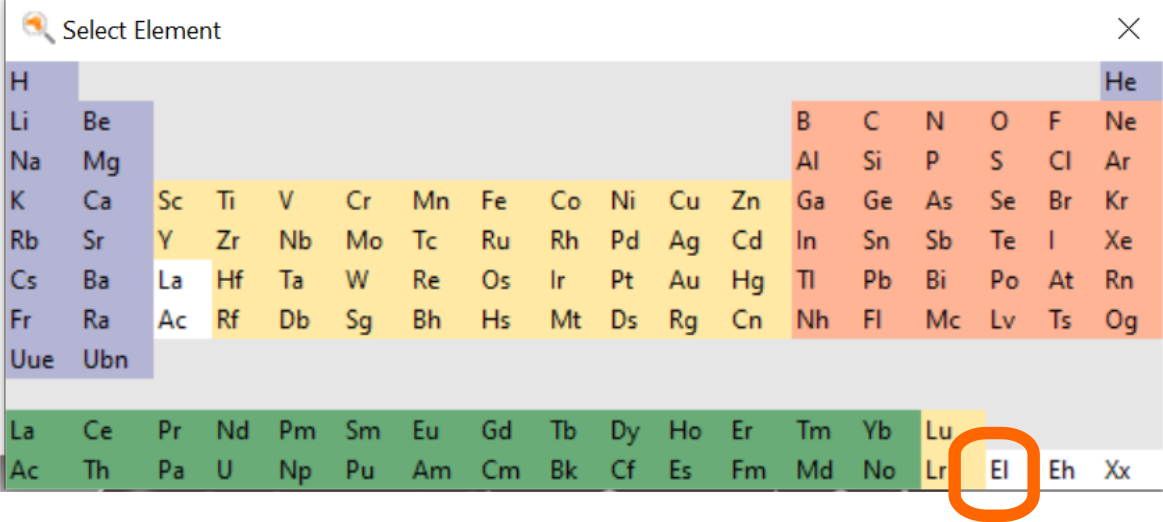 Select Element
H He
Li Be B C N O F Ne
Na Mg Al Si P S Cl Ar
K Ca Sc Ti V Cr Mn Fe Co Ni Cu Zn Ga Ge As Se Br Kr
Rb Sr Y Zr Nb Mo Tc Ru Rh Pd Ag Cd In Sn Sb Te I Xe
Cs Ba La Hf Ta W Re Os Ir Pt Au Hg Tl Pb Bi Po At Rn
Fr Ra Ac Rf Db Sg Bh Hs Mt Ds Rg Cn Nh Fl Mc Lv Ts Og
Uue Ubn
La Ce Pr Nd Pm Sm Eu Gd Tb Dy Ho Er Tm Yb Lu
Ac Th Pa U Np Pu Am Cm Bk Cf Es Fm Md No Lr El Eh Xx